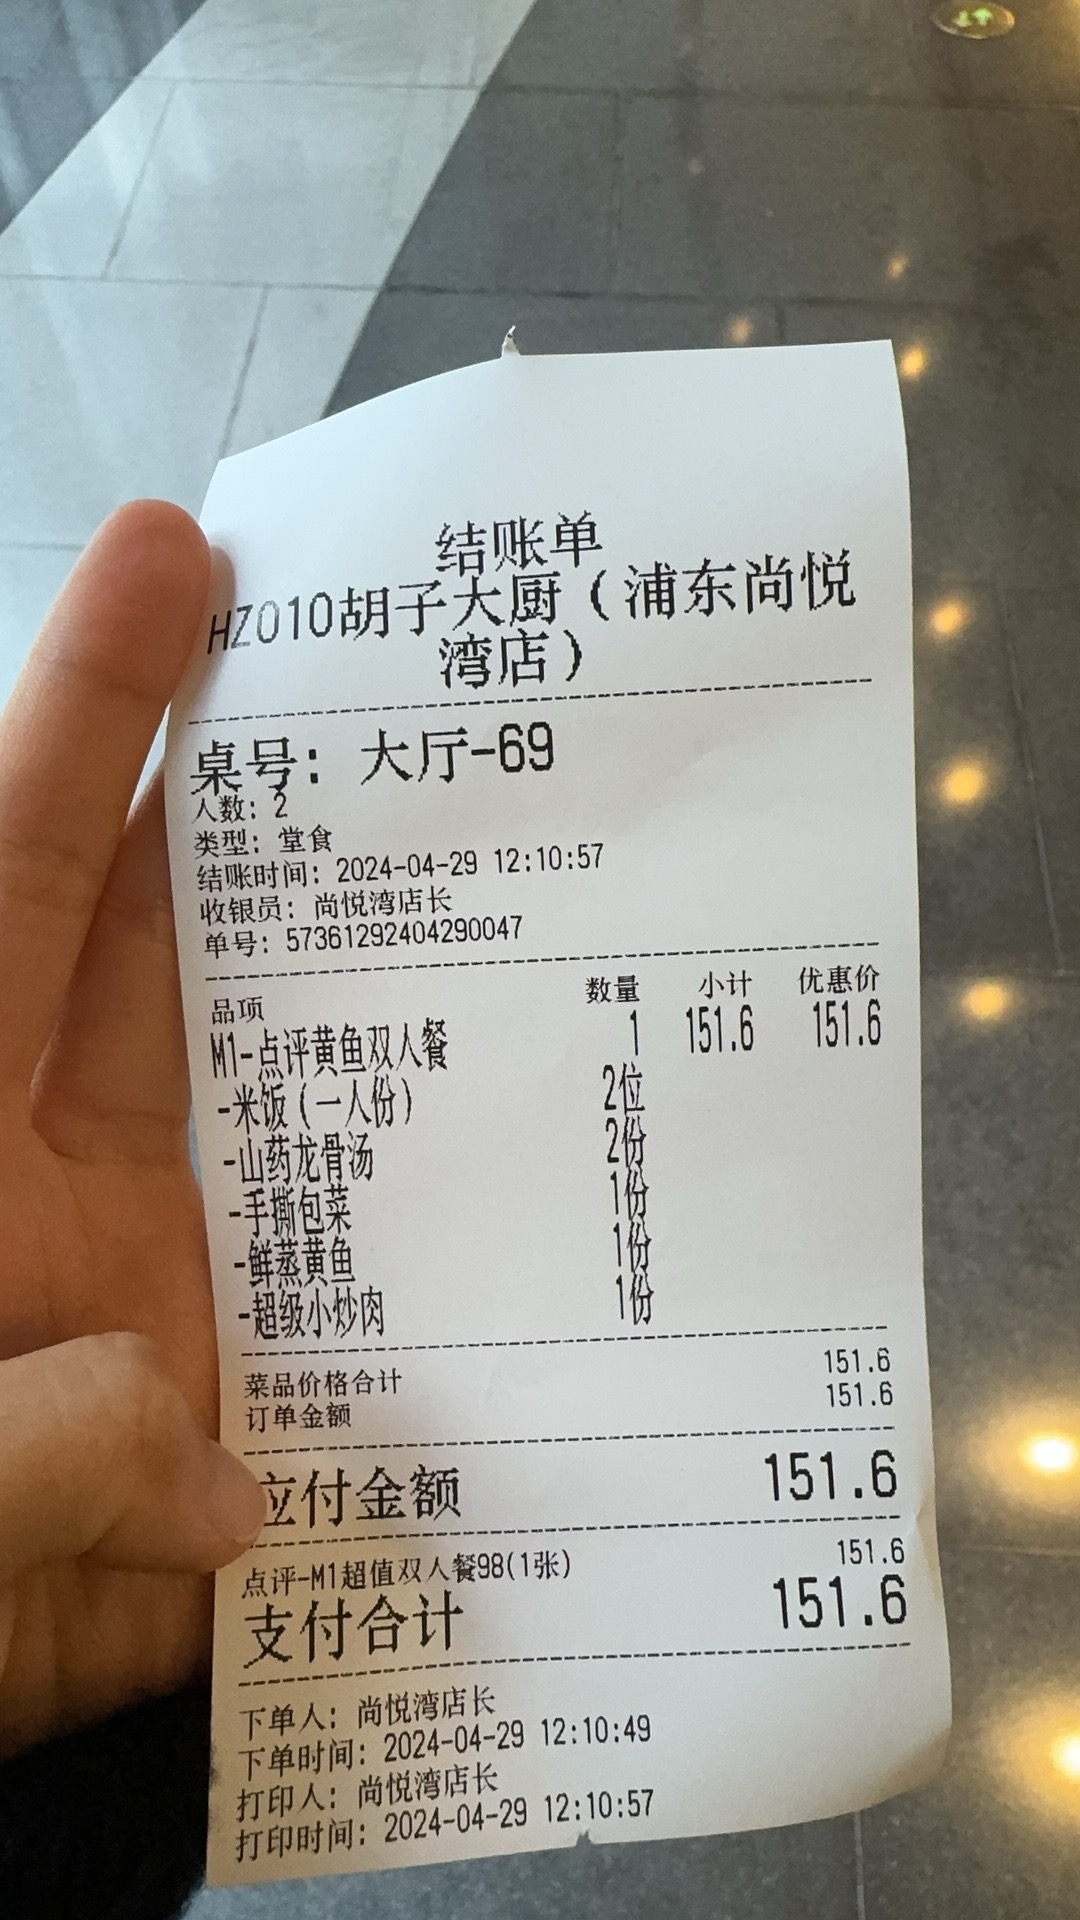 结账单
HZ010胡子大厨（浦东尚悦
湾店）
桌号：大厅-69
人数：2
类型：堂食
结账时间：2024-04-29 12:10:57
收银员：尚悦湾店长
单号：57361292404290047
品项 数量 小计 优惠价
M1-点评黄鱼双人餐 1 151.6 151.6
-米饭（一人份） 2位
-山药龙骨汤 2份
-手撕包菜 1份
-鲜蒸黄鱼 1份
-超级小炒肉 1份
菜品价格合计 151.6
订单金额 151.6
应付金额 151.6
点评-M1超值双人餐98(1张) 151.6
支付合计 151.6
下单人：尚悦湾店长
下单时间：2024-04-29 12:10:49
打印人：尚悦湾店长
打印时间：2024-04-29 12:10:57